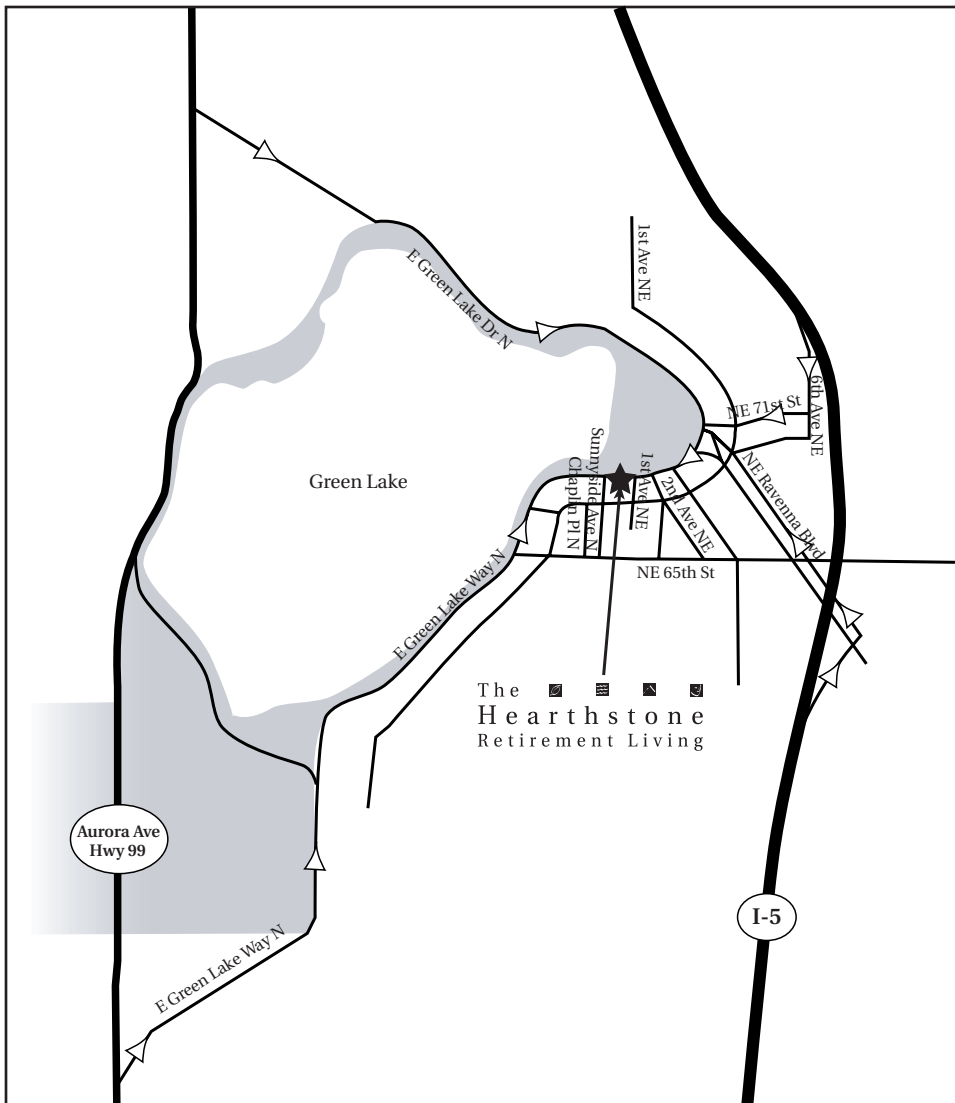 1st Ave NE
E Green Lake Dr N
6th Ave NE
NE 71st St
Green Lake
Sunnyside Ave N
Chaplin Pl N
1st Ave NE
2nd Ave NE
NE Ravenna Blvd
NE 65th St
E Green Lake Way N
The
Hearthstone
Retirement Living
Aurora Ave
Hwy 99
I-5
E Green Lake Way N